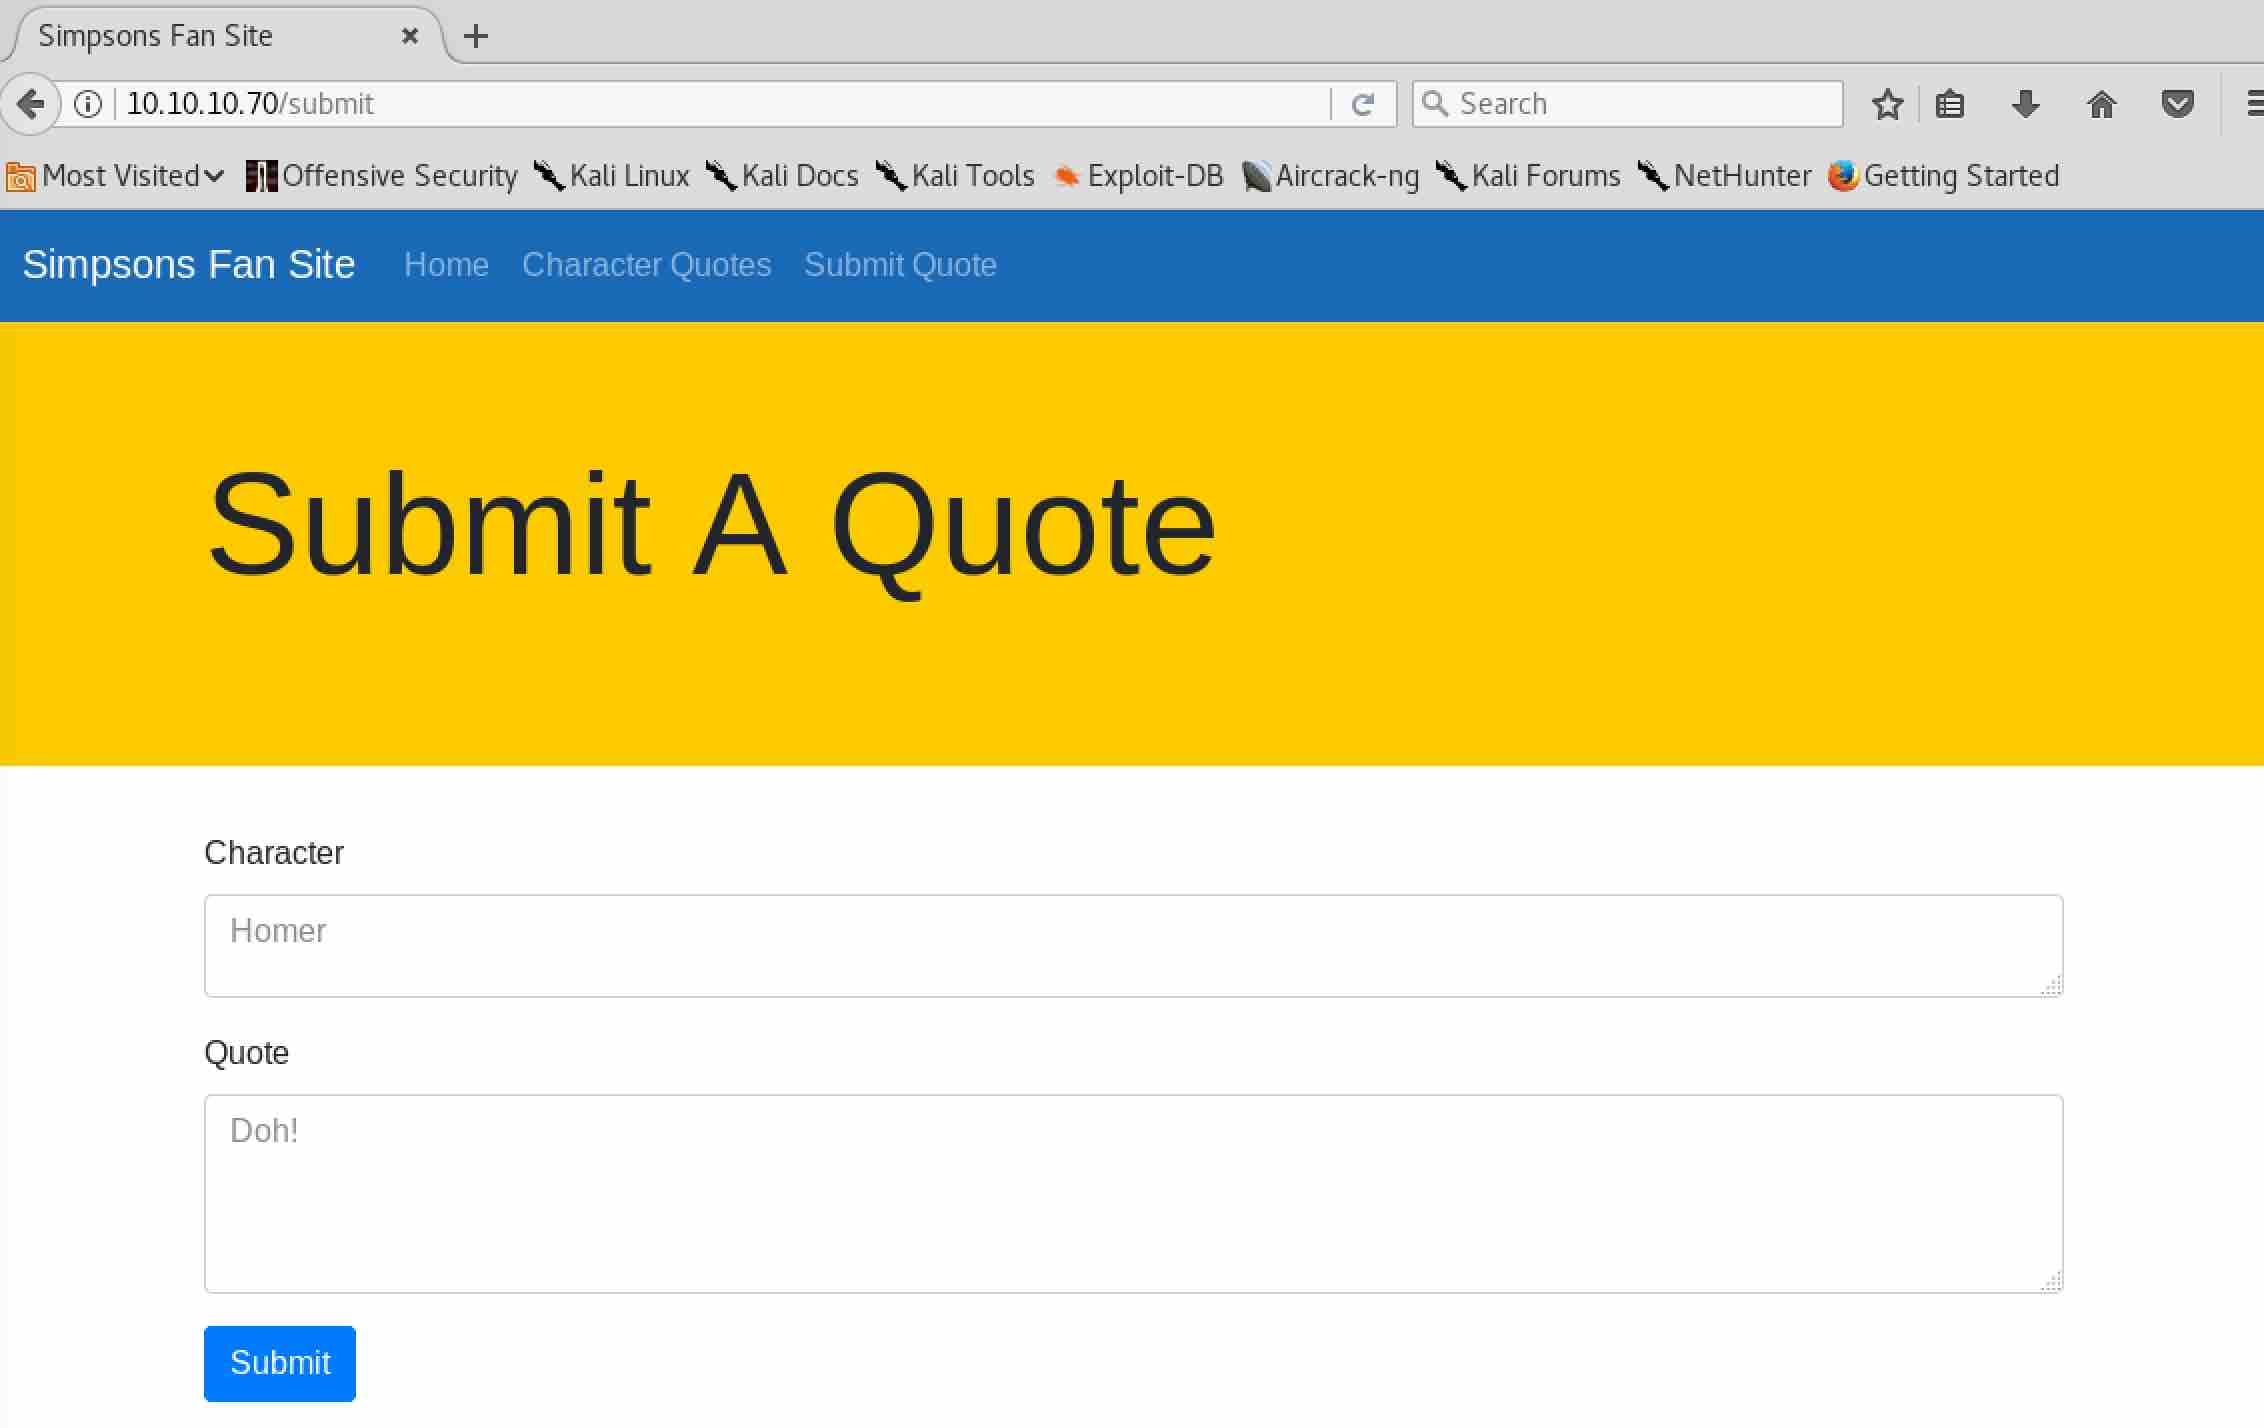 Simpsons Fan Site
10.10.10.70/submit
Search
Most Visited Offensive Security Kali Linux Kali Docs Kali Tools Exploit-DB Aircrack-ng Kali Forums NetHunter Getting Started
Simpsons Fan Site Home Character Quotes Submit Quote
Submit A Quote
Character
Homer
Quote
Doh!
Submit